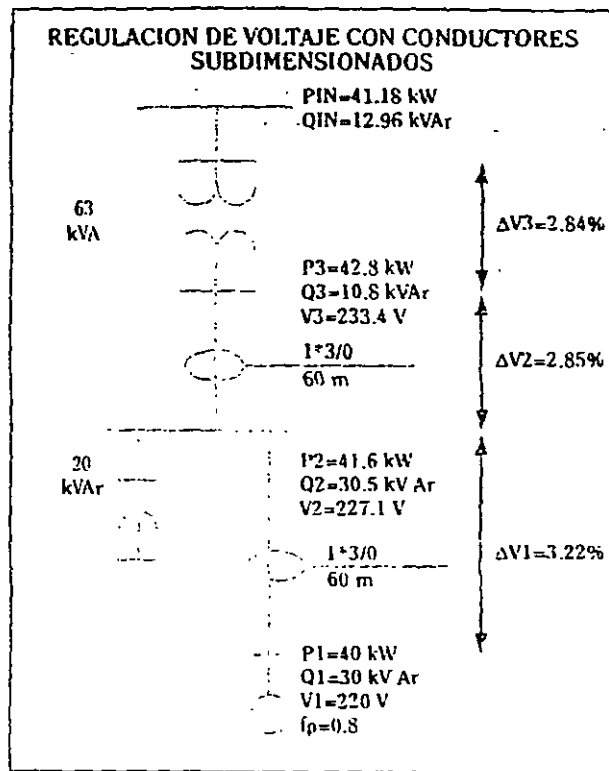 REGULACION DE VOLTAJE CON CONDUCTORES
SUBDIMENSIONADOS
PIN=41.18 kW
QIN=12.96 kVAr
63
kVA
ΔV3=2.84%
P3=42.8 kW
Q3=10.8 kVAr
V3=233.4 V
1*3/0
60 m
ΔV2=2.85%
20
kVAr
P2=41.6 kW
Q2=30.5 kV Ar
V2=227.1 V
1*3/0
60 m
ΔV1=3.22%
P1=40 kW
Q1=30 kV Ar
V1=220 V
fρ=0.8